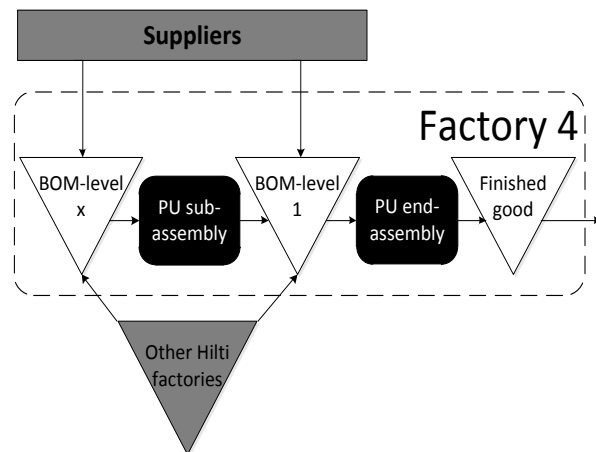 Suppliers
Factory 4
BOM-level
x
PU sub-
assembly
BOM-level
1
PU end-
assembly
Finished
good
Other Hilti
factories